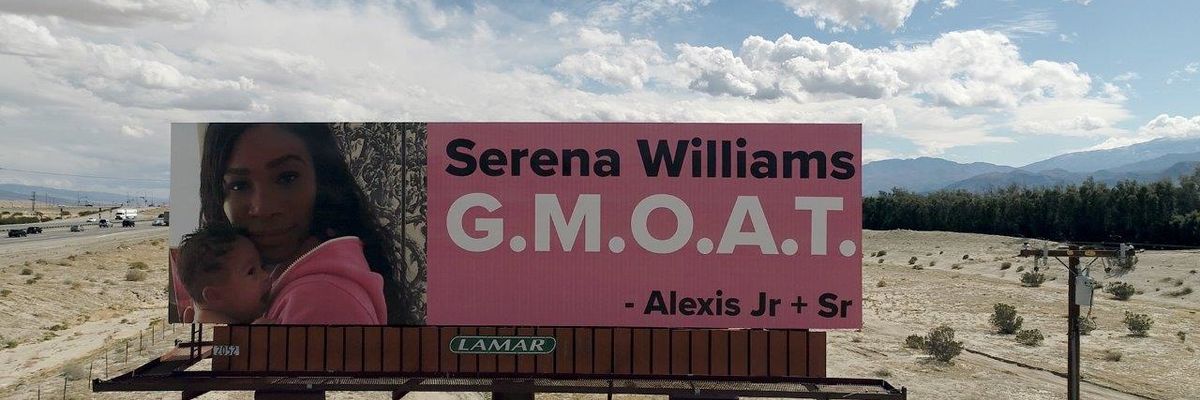 Serena Williams
G.M.O.A.T.
- Alexis Jr + Sr
2052
LAMAR